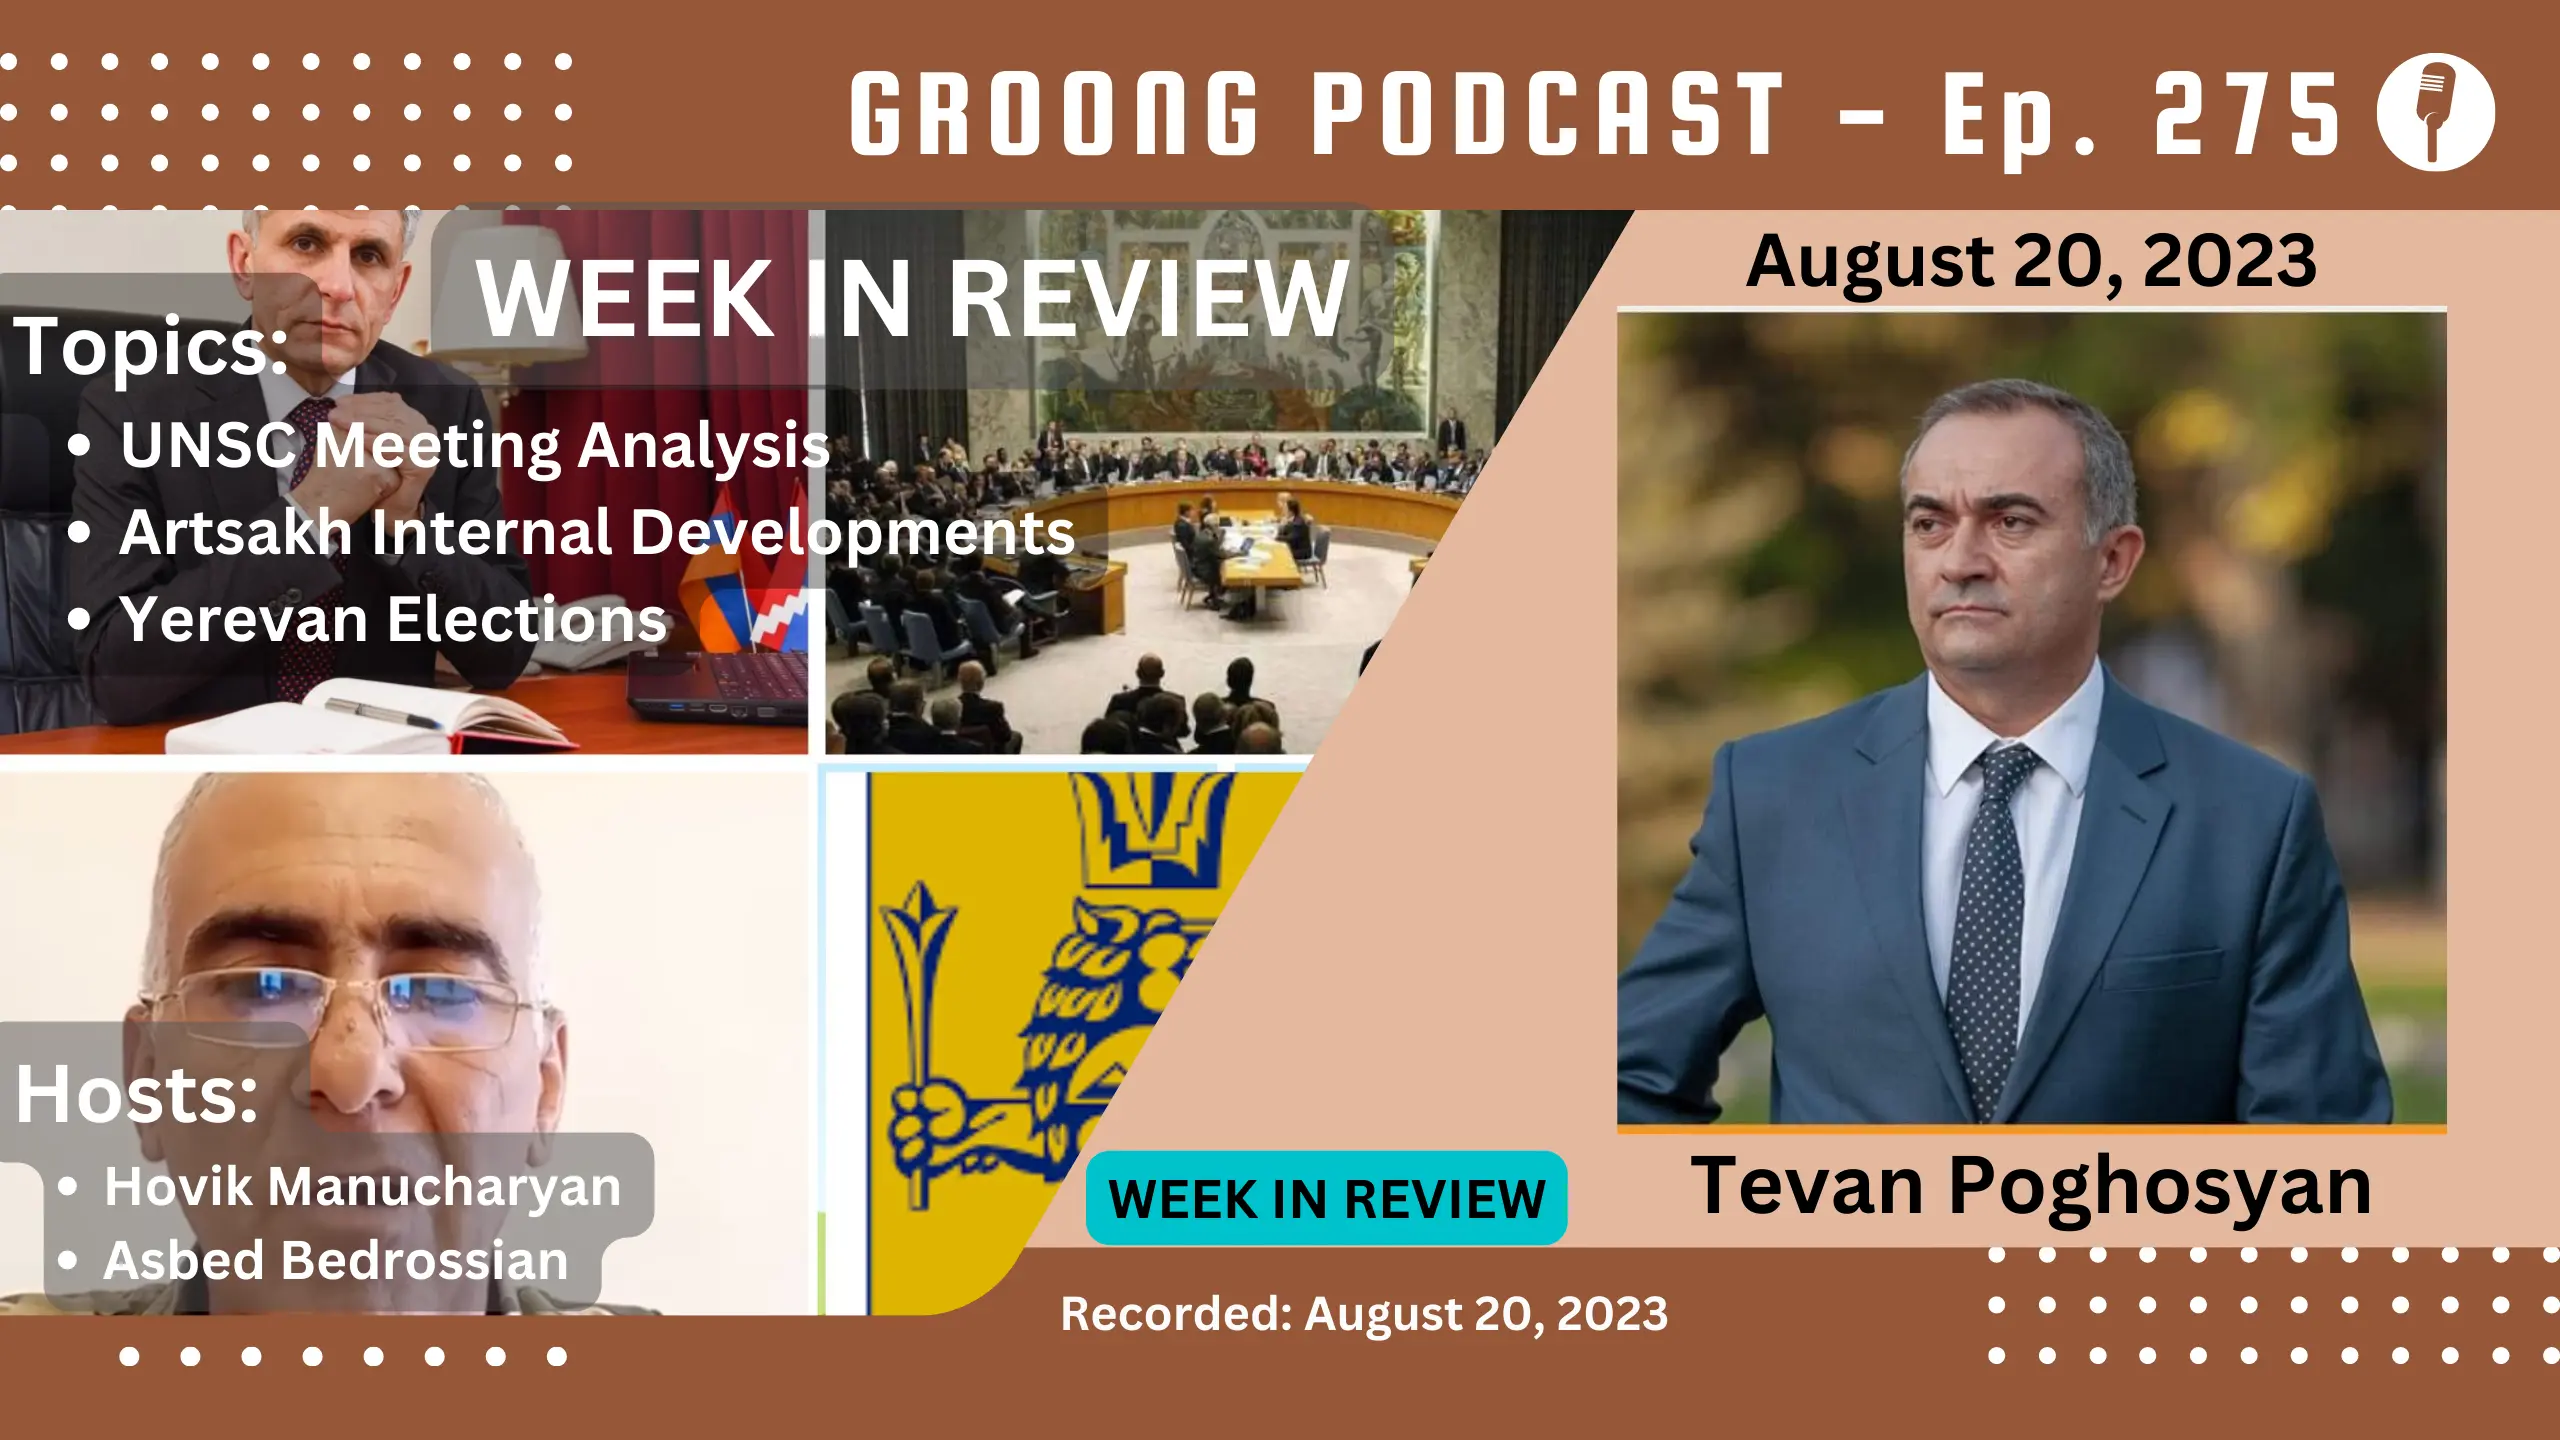 GROONG PODCAST - Ep. 275
WEEK IN REVIEW
Topics:
• UNSC Meeting Analysis
• Artsakh Internal Developments
• Yerevan Elections
Hosts:
• Hovik Manucharyan
• Asbed Bedrossian
August 20, 2023
Tevan Poghosyan
WEEK IN REVIEW
Recorded: August 20, 2023